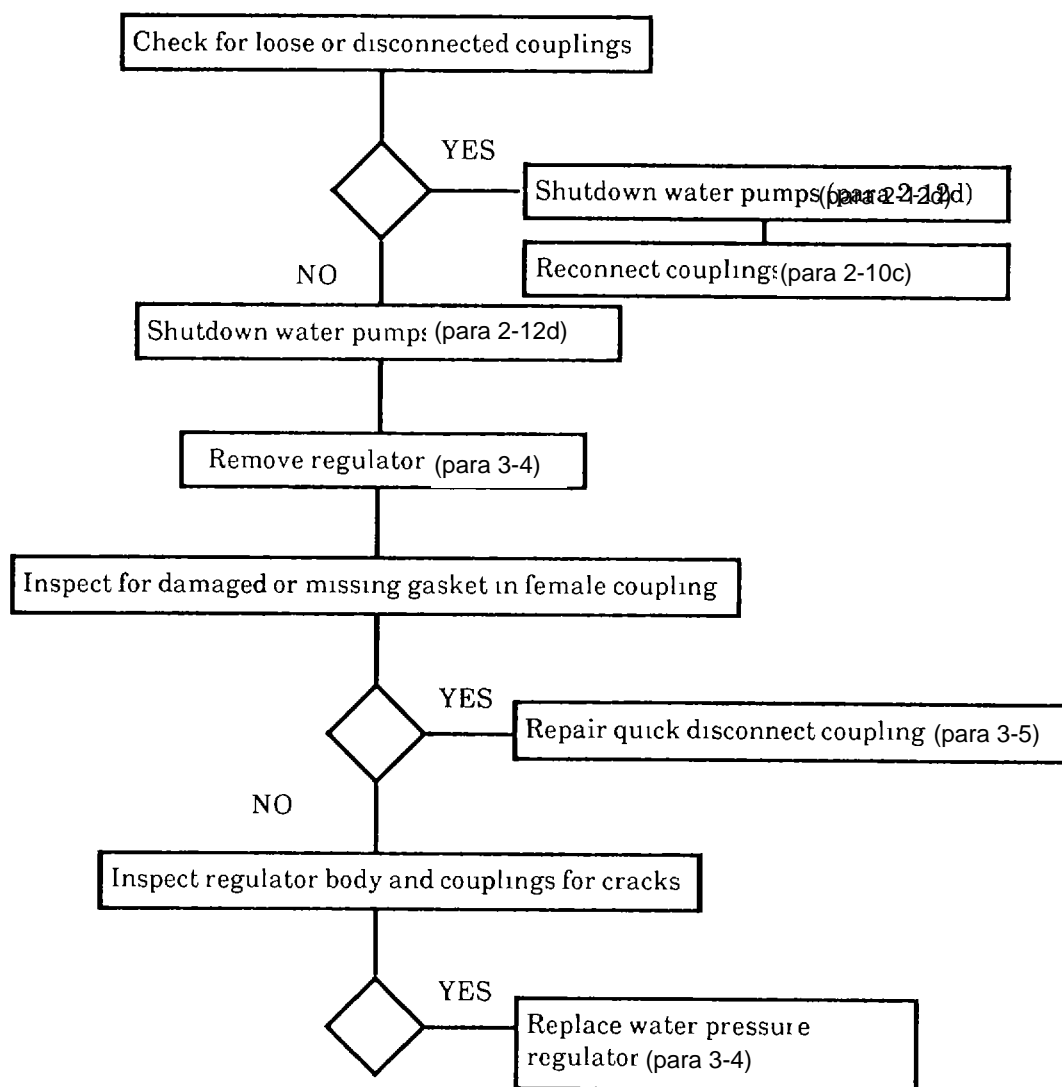 Check for loose or disconnected couplings
YES
Shutdown water pumps (para 2-12d)
NO
Reconnect couplings (para 2-10c)
Shutdown water pumps (para 2-12d)
Remove regulator (para 3-4)
Inspect for damaged or missing gasket in female coupling
YES
Repair quick disconnect coupling (para 3-5)
NO
Inspect regulator body and couplings for cracks
YES
Replace water pressure
regulator (para 3-4)